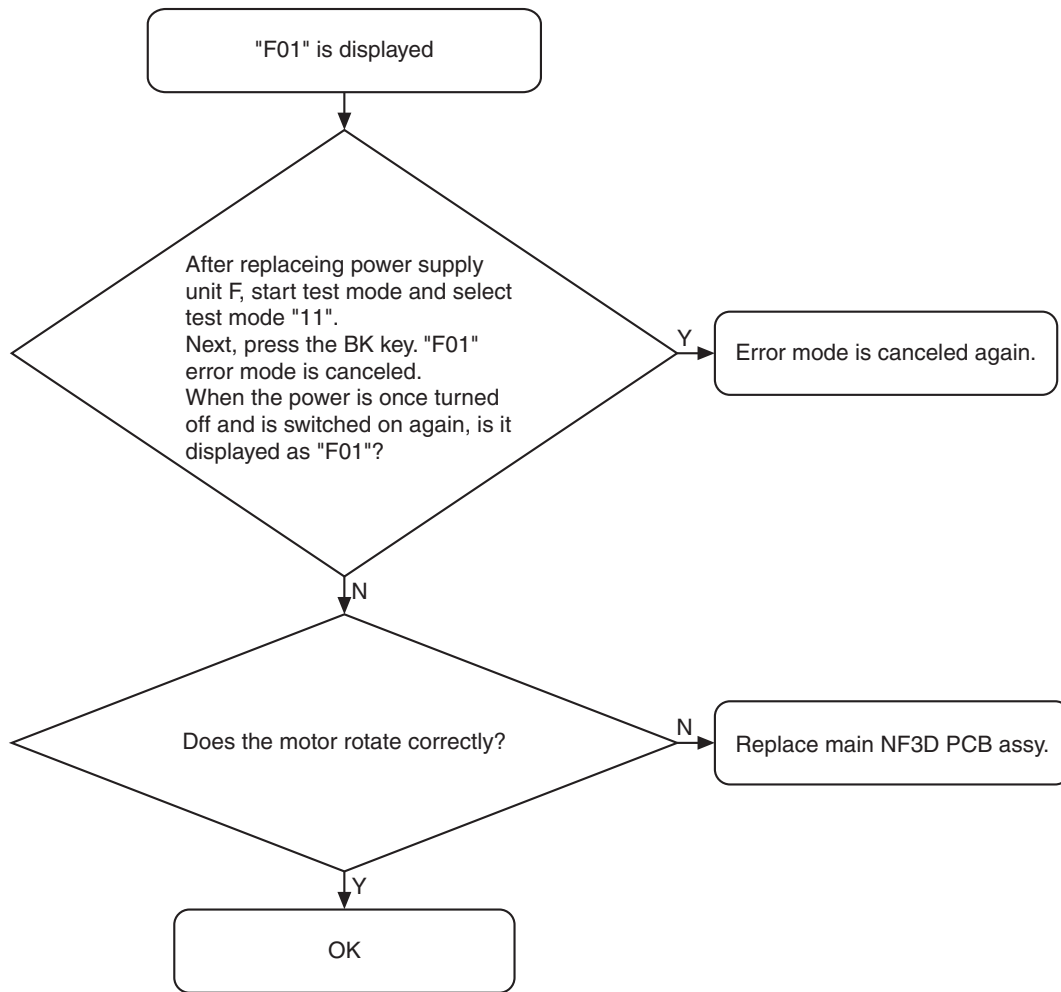 "F01" is displayed
After replaceing power supply
unit F, start test mode and select
test mode "11".
Next, press the BK key. "F01"
error mode is canceled.
When the power is once turned
off and is switched on again, is it
displayed as "F01"?
Y
Error mode is canceled again.
N
Does the motor rotate correctly?
N
Replace main NF3D PCB assy.
Y
OK